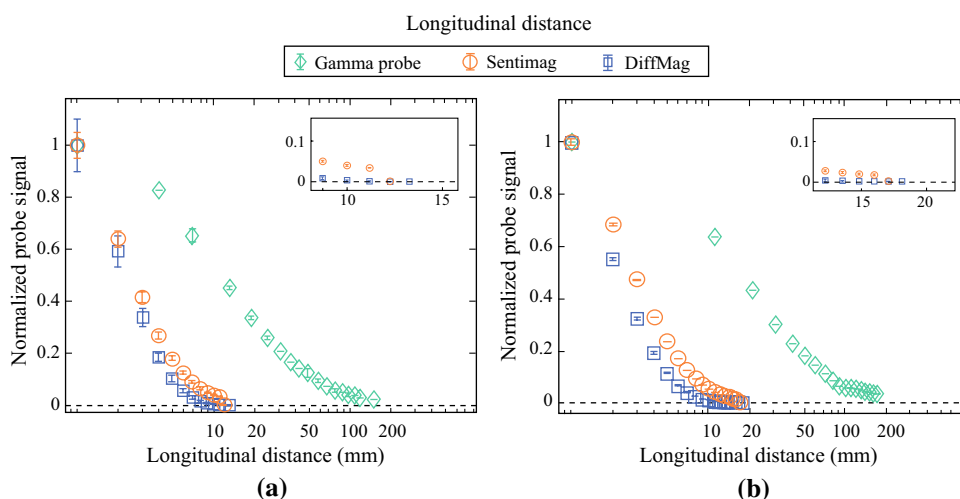 Longitudinal distance
Gamma probe Sentimag DiffMag
Normalized probe signal
1
0.8
0.6
0.4
0.2
0
0.1
0
10 15
10 20 50 100 200
Longitudinal distance (mm)
(a)
Normalized probe signal
1
0.8
0.6
0.4
0.2
0
0.1
0
15 20
10 20 50 100 200
Longitudinal distance (mm)
(b)